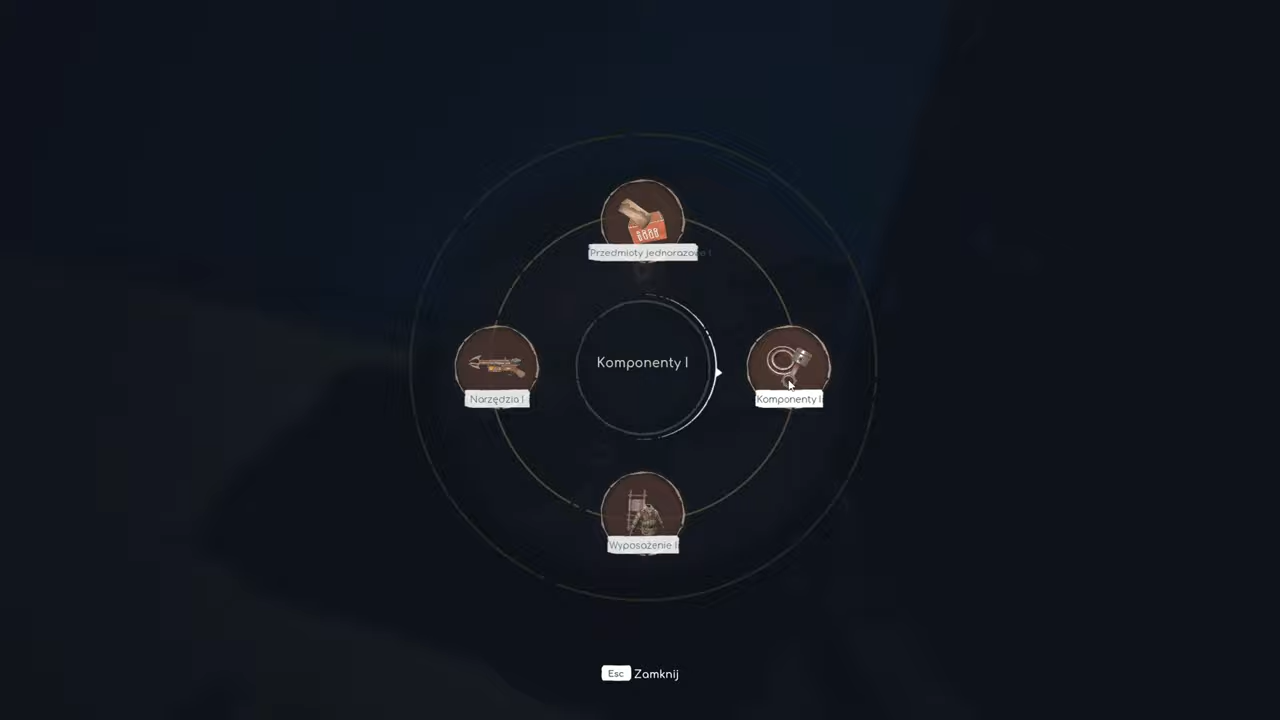 Przedmioty jednorazowe I
Komponenty I
Narzędzia I
Komponenty I
Wyposażenie I
Esc Zamknij